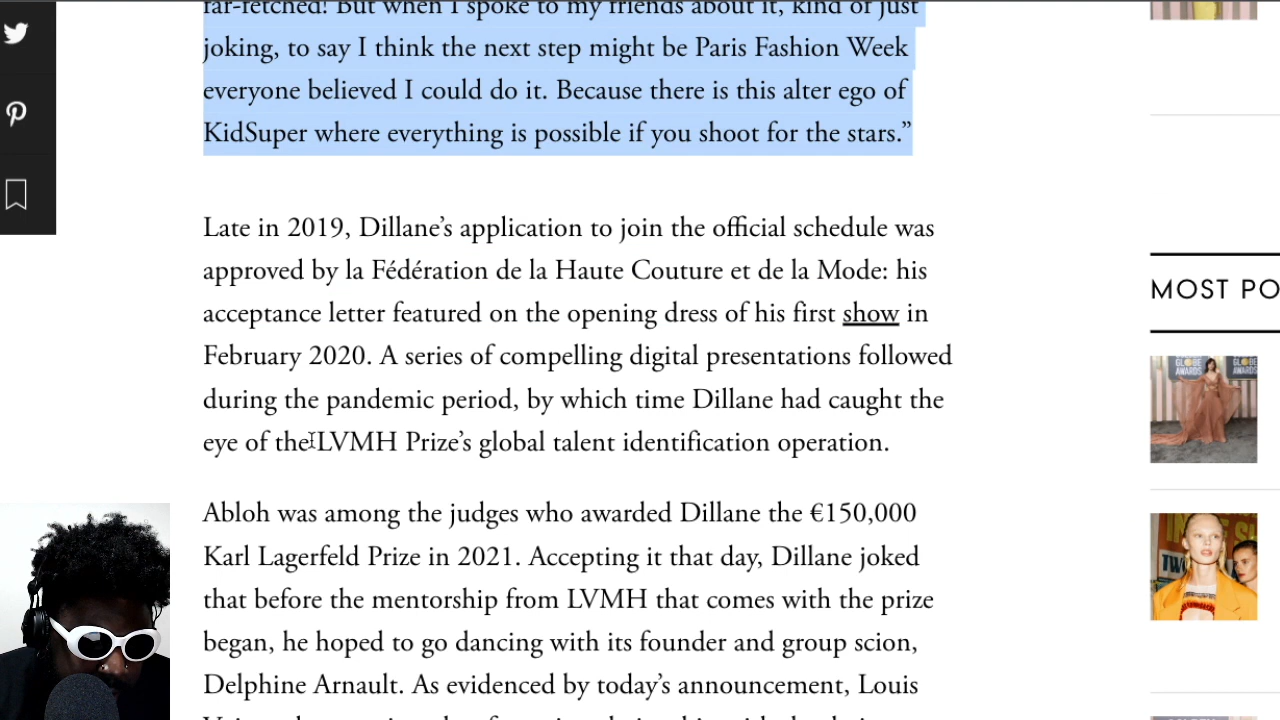 far-fetched! But when I spoke to my friends about it, kind of just
joking, to say I think the next step might be Paris Fashion Week
everyone believed I could do it. Because there is this alter ego of
KidSuper where everything is possible if you shoot for the stars.”
Late in 2019, Dillane’s application to join the official schedule was
approved by la Fédération de la Haute Couture et de la Mode: his
acceptance letter featured on the opening dress of his first show in
February 2020. A series of compelling digital presentations followed
during the pandemic period, by which time Dillane had caught the
eye of the LVMH Prize’s global talent identification operation.
Abloh was among the judges who awarded Dillane the €150,000
Karl Lagerfeld Prize in 2021. Accepting it that day, Dillane joked
that before the mentorship from LVMH that comes with the prize
began, he hoped to go dancing with its founder and group scion,
Delphine Arnault. As evidenced by today’s announcement, Louis
MOST PO
GLOBE
AWARDS